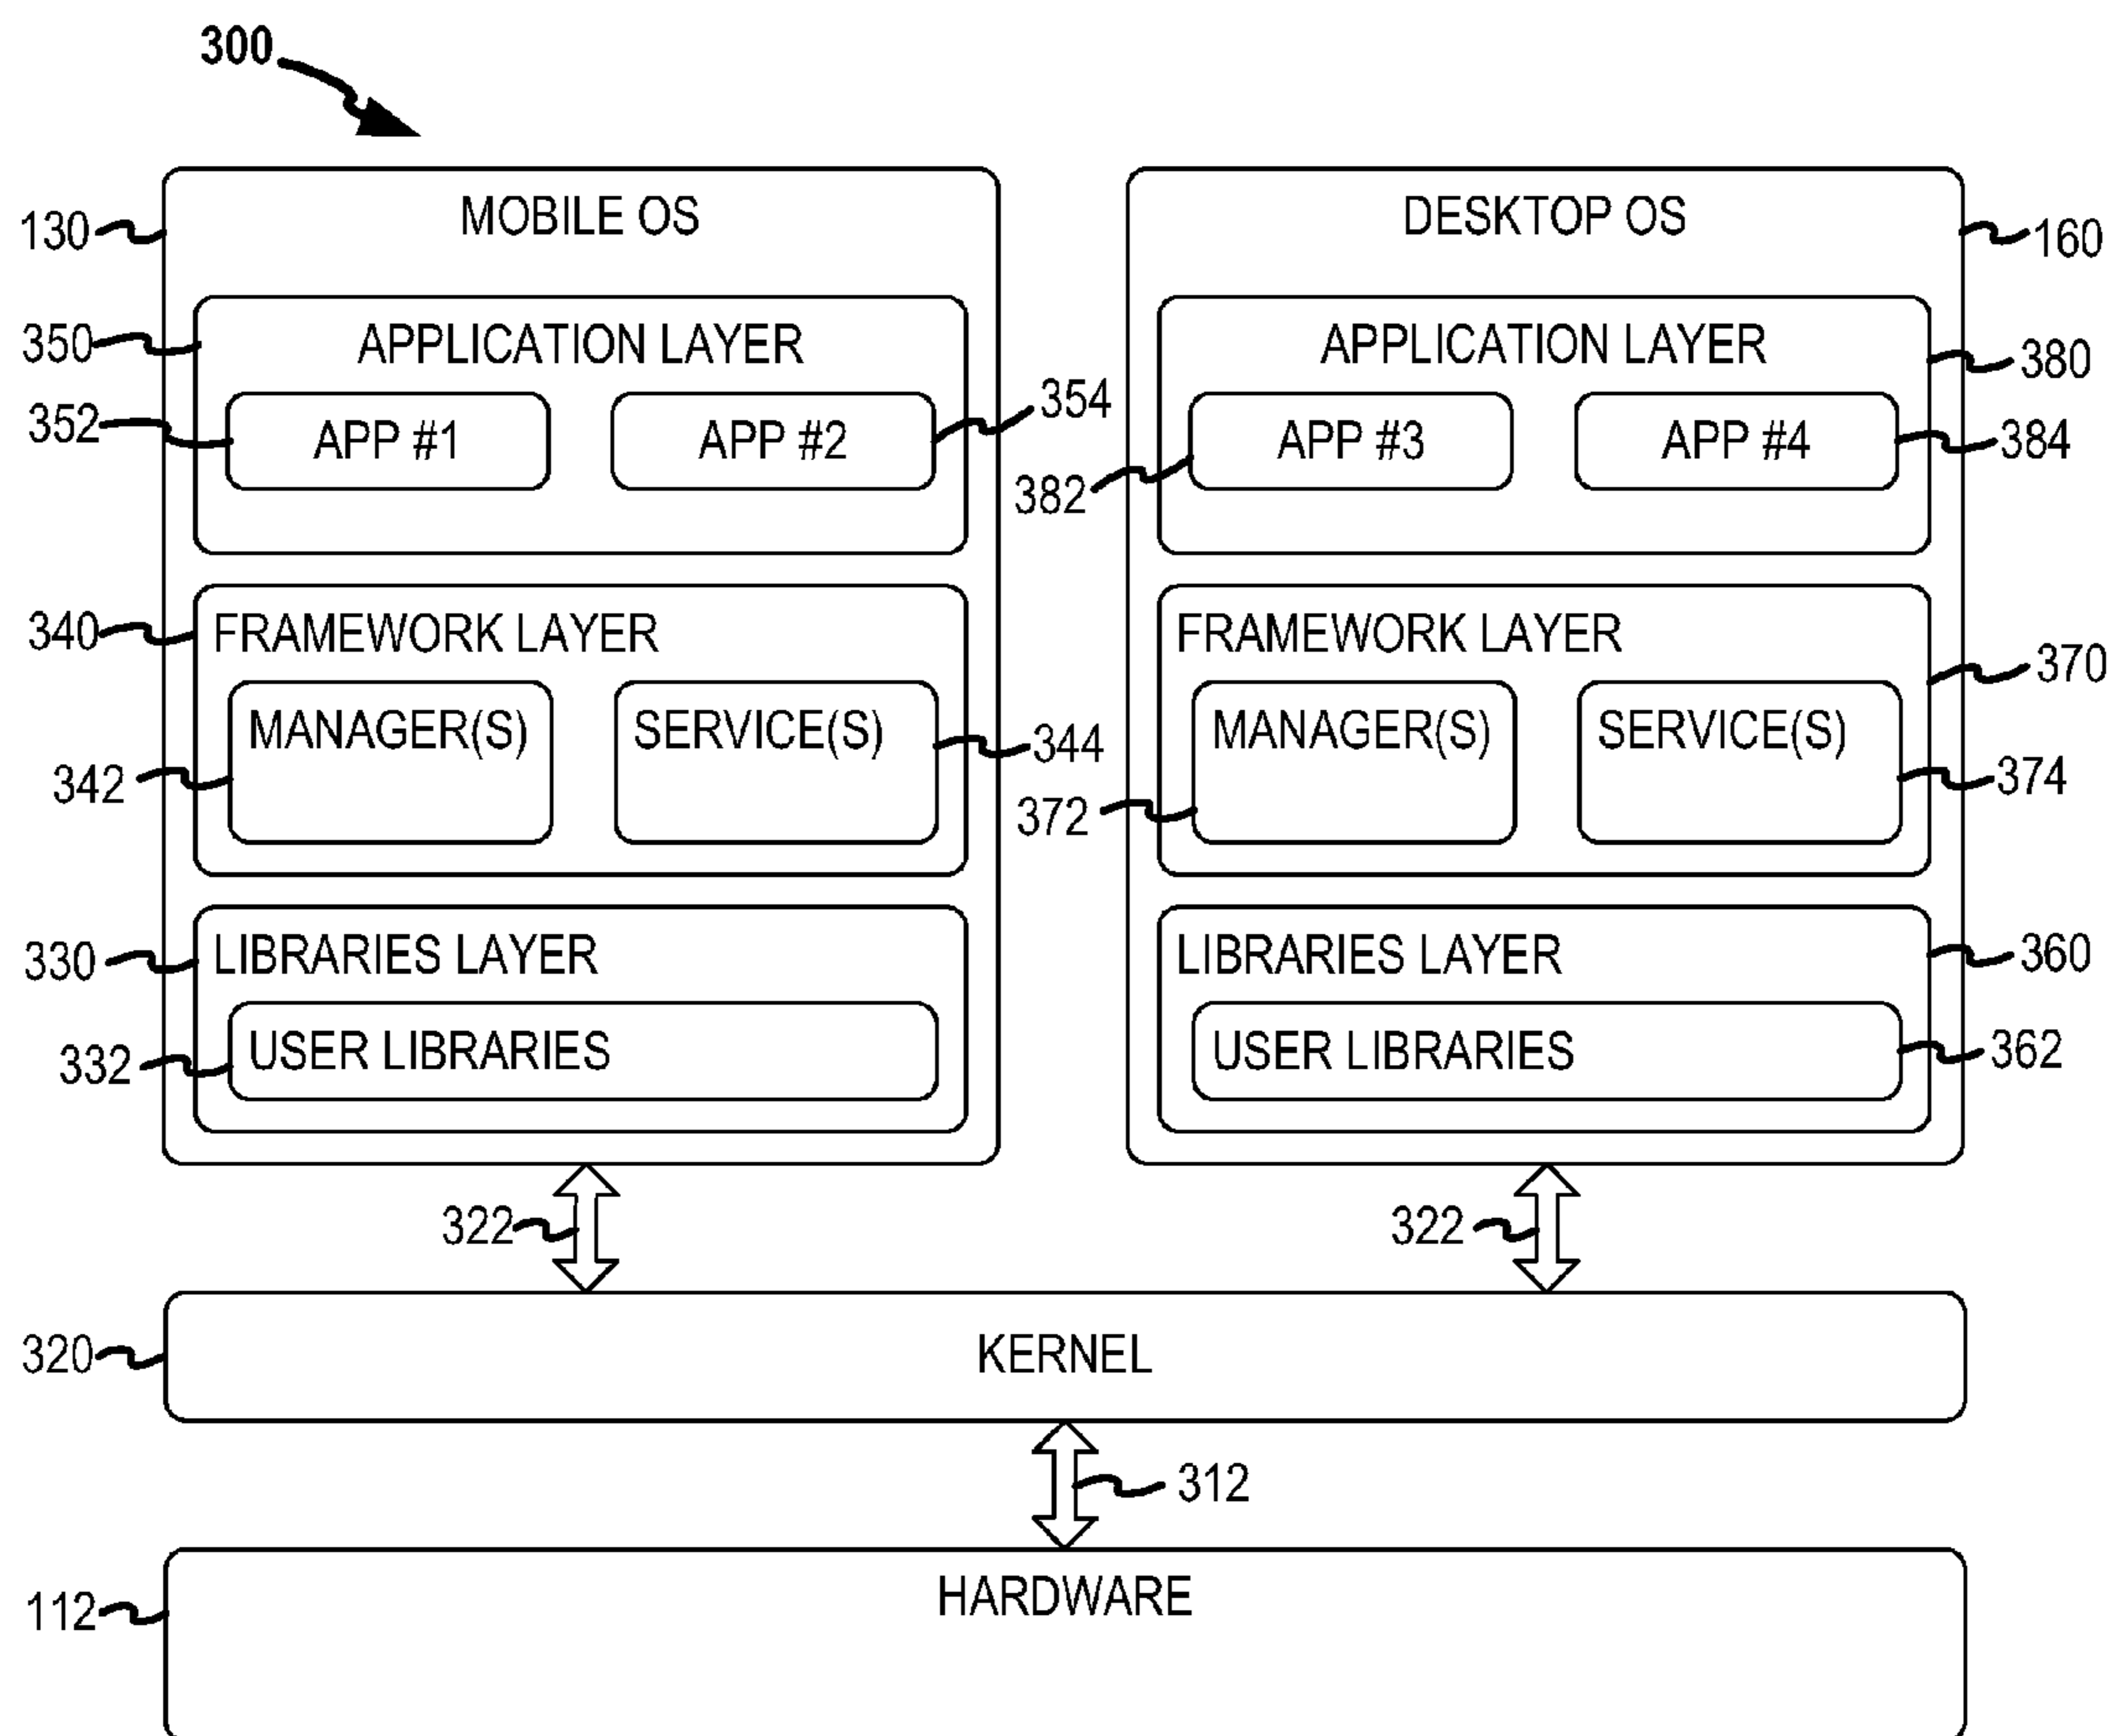 300
MOBILE OS
DESKTOP OS
130
160
350
APPLICATION LAYER
APPLICATION LAYER
380
352
APP #1
APP #2
354
382
APP #3
APP #4
384
340
FRAMEWORK LAYER
FRAMEWORK LAYER
370
342
MANAGER(S)
SERVICE(S)
344
372
MANAGER(S)
SERVICE(S)
374
330
LIBRARIES LAYER
LIBRARIES LAYER
360
332
USER LIBRARIES
USER LIBRARIES
362
322
322
320
KERNEL
312
112
HARDWARE